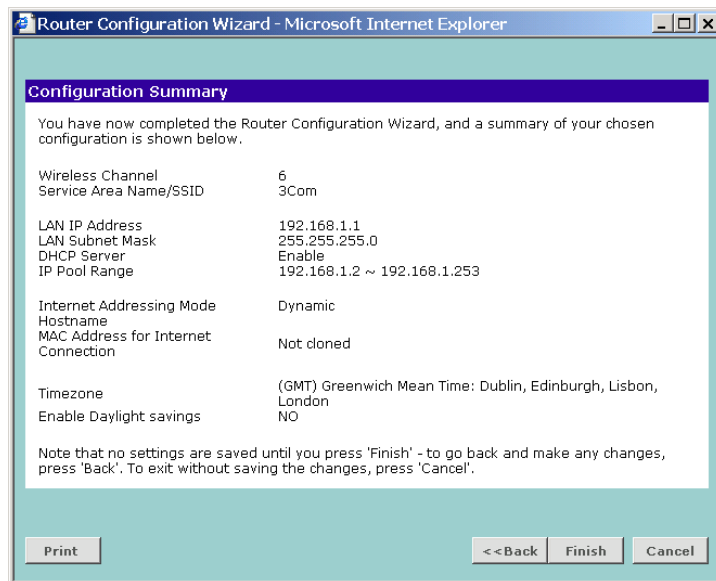 Router Configuration Wizard - Microsoft Internet Explorer
Configuration Summary
You have now completed the Router Configuration Wizard, and a summary of your chosen
configuration is shown below.
Wireless Channel 6
Service Area Name/SSID 3Com
LAN IP Address 192.168.1.1
LAN Subnet Mask 255.255.255.0
DHCP Server Enable
IP Pool Range 192.168.1.2 ~ 192.168.1.253
Internet Addressing Mode Dynamic
Hostname
MAC Address for Internet
Connection Not cloned
Timezone (GMT) Greenwich Mean Time: Dublin, Edinburgh, Lisbon,
London
Enable Daylight savings NO
Note that no settings are saved until you press 'Finish' - to go back and make any changes,
press 'Back'. To exit without saving the changes, press 'Cancel'.
Print <<Back Finish Cancel